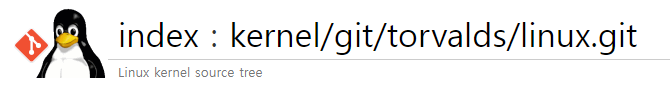 index : kernel/git/torvalds/linux.git
Linux kernel source tree